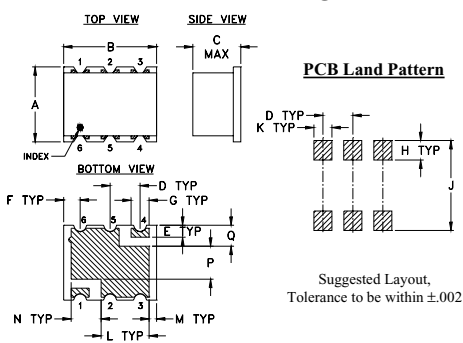 TOP VIEW
SIDE VIEW
B
C
MAX
1 2 3
A
6 5 4
INDEX
PCB Land Pattern
D TYP
K TYP
H TYP
J
BOTTOM VIEW
D TYP
F TYP
G TYP
6 5 4
E TYP
Q
P
1 2 3
N TYP
M TYP
L TYP
Suggested Layout,
Tolerance to be within ±.002